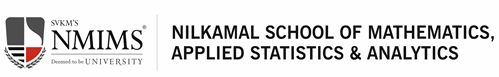 SVKM'S
NMIMS®
Deemed to be UNIVERSITY
NILKAMAL SCHOOL OF MATHEMATICS,
APPLIED STATISTICS & ANALYTICS